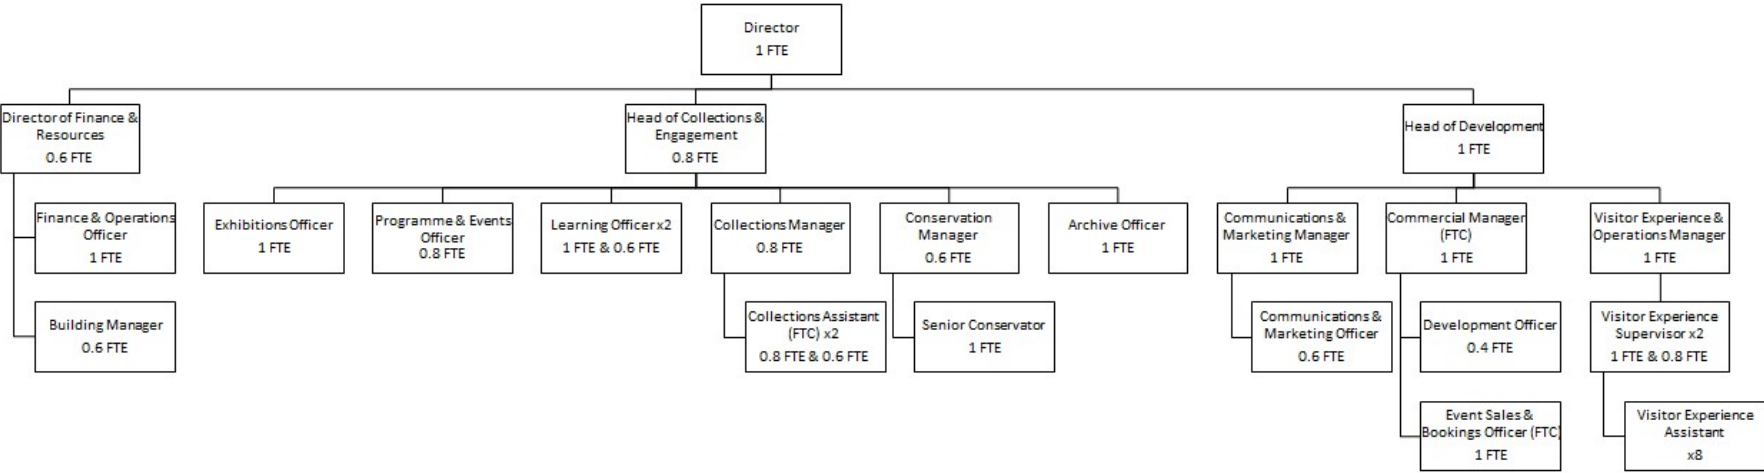 Director
1 FTE
Director of Finance &
Resources
0.6 FTE
Head of Collections &
Engagement
0.8 FTE
Head of Development
1 FTE
Finance & Operations
Officer
1 FTE
Exhibitions Officer
1 FTE
Programme & Events
Officer
0.8 FTE
Learning Officer x2
1 FTE & 0.6 FTE
Collections Manager
0.8 FTE
Conservation
Manager
0.6 FTE
Archive Officer
1 FTE
Communications &
Marketing Manager
1 FTE
Commercial Manager
(FTC)
1 FTE
Visitor Experience &
Operations Manager
1 FTE
Building Manager
0.6 FTE
Collections Assistant
(FTC) x2
0.8 FTE & 0.6 FTE
Senior Conservator
1 FTE
Communications &
Marketing Officer
0.6 FTE
Development Officer
0.4 FTE
Visitor Experience
Supervisor x2
1 FTE & 0.8 FTE
Event Sales &
Bookings Officer (FTC)
1 FTE
Visitor Experience
Assistant
x8